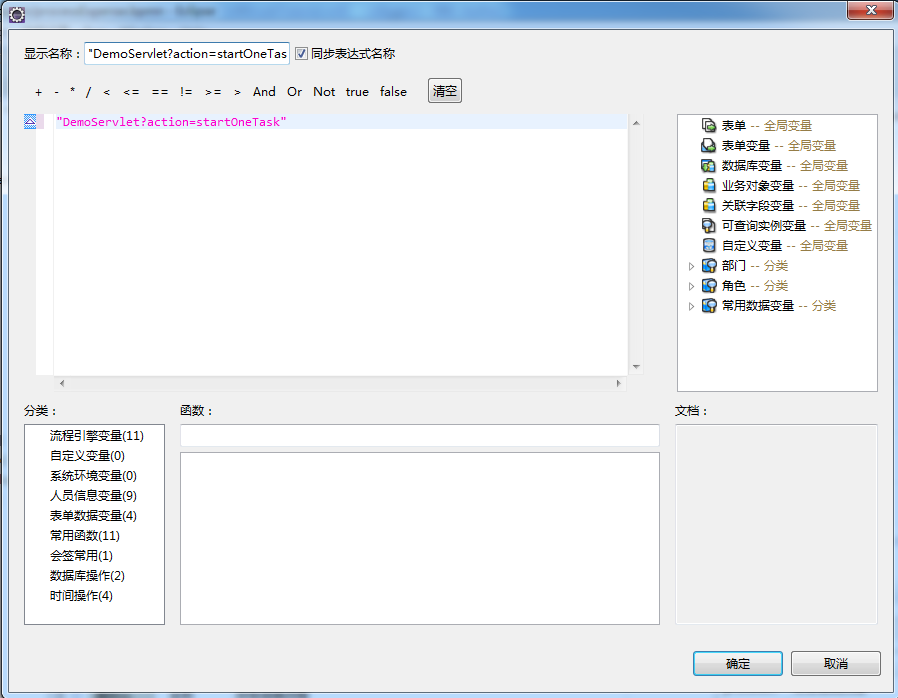 显示名称： "DemoServlet?action=startOneTas 同步表达式名称
+ - * / < <= == != >= > And Or Not true false 清空
"DemoServlet?action=startOneTask"
表单 -- 全局变量
表单变量 -- 全局变量
数据库变量 -- 全局变量
业务对象变量 -- 全局变量
关联字段变量 -- 全局变量
可查询实例变量 -- 全局变量
自定义变量 -- 全局变量
部门 -- 分类
角色 -- 分类
常用数据变量 -- 分类
分类： 函数： 文档：
流程引擎变量(11)
自定义变量(0)
系统环境变量(0)
人员信息变量(9)
表单数据变量(4)
常用函数(11)
会签常用(1)
数据库操作(2)
时间操作(4)
确定 取消